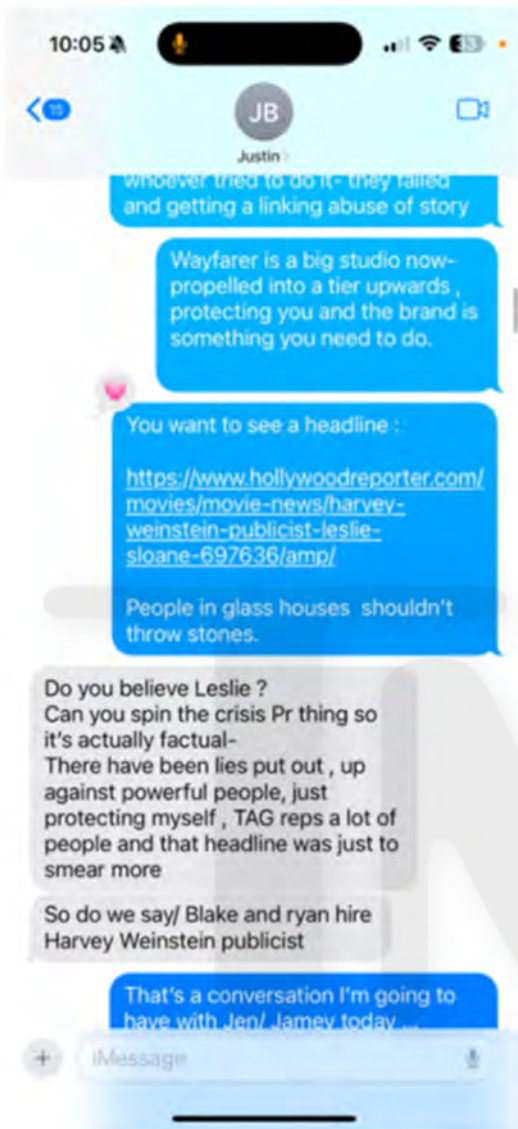 10:05
33
15
JB
Justin
whoever tried to do it- they failed
and getting a linking abuse of story
Wayfarer is a big studio now-
propelled into a tier upwards ,
protecting you and the brand is
something you need to do.
You want to see a headline :
https://www.hollywoodreporter.com/
movies/movie-news/harvey-
weinstein-publicist-leslie-
sloane-697636/amp/
People in glass houses shouldn't
throw stones.
Do you believe Leslie ?
Can you spin the crisis Pr thing so
it's actually factual-
There have been lies put out , up
against powerful people, just
protecting myself , TAG reps a lot of
people and that headline was just to
smear more
So do we say/ Blake and ryan hire
Harvey Weinstein publicist
That's a conversation I'm going to
have with Jen/ Jamey today ...
iMessage